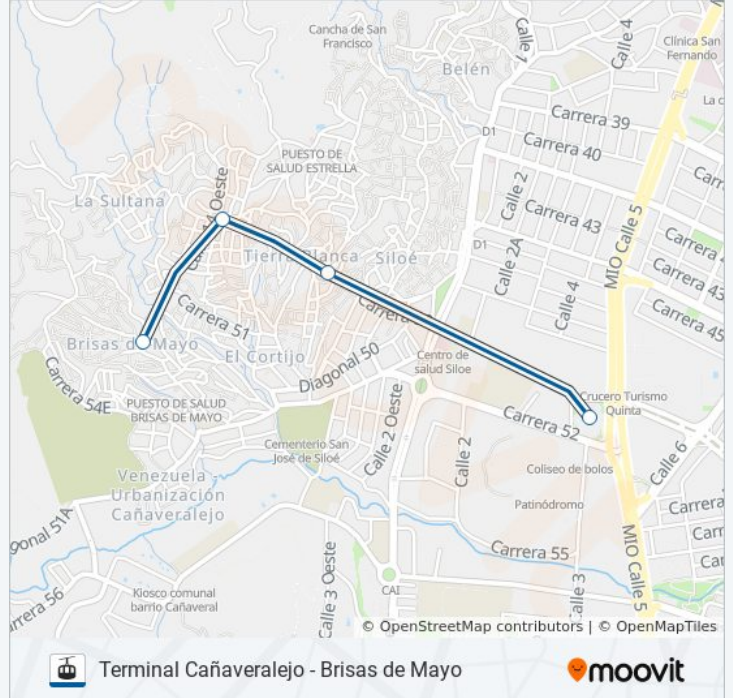 Cancha de San
Francisco
Calle 1
Calle 4
Clínica San
Fernando
Belén
La c
Carrera 39
D1
Carrera 40
PUESTO DE
SALUD ESTRELLA
Calle 2
La Sultana
Carrera 43
MIO Calle 5
D1
Calle 2A
Siloé
Carrera 43
Calle 4
Carrera 45
Carrera 51
Brisas de Mayo
El Cortijo
Diagonal 50
Centro de
salud Siloe
Carrera 54E
PUESTO DE SALUD
BRISAS DE MAYO
Crucero Turismo
Quinta
Carrera 52
Calle 2 Oeste
Cementerio San
José de Siloé
Calle 2
Calle 6
Coliseo de bolos
Venezuela -
Urbanización
Cañaveralejo
Patinódromo
Carrera
MIO Calle 5
Carrera 55
Calle 3 Oeste
Calle 3
CAI
Kiosco comunal
barrio Cañaveral
© OpenStreetMap contributors | © OpenMapTiles
Terminal Cañaveralejo - Brisas de Mayo
moovit